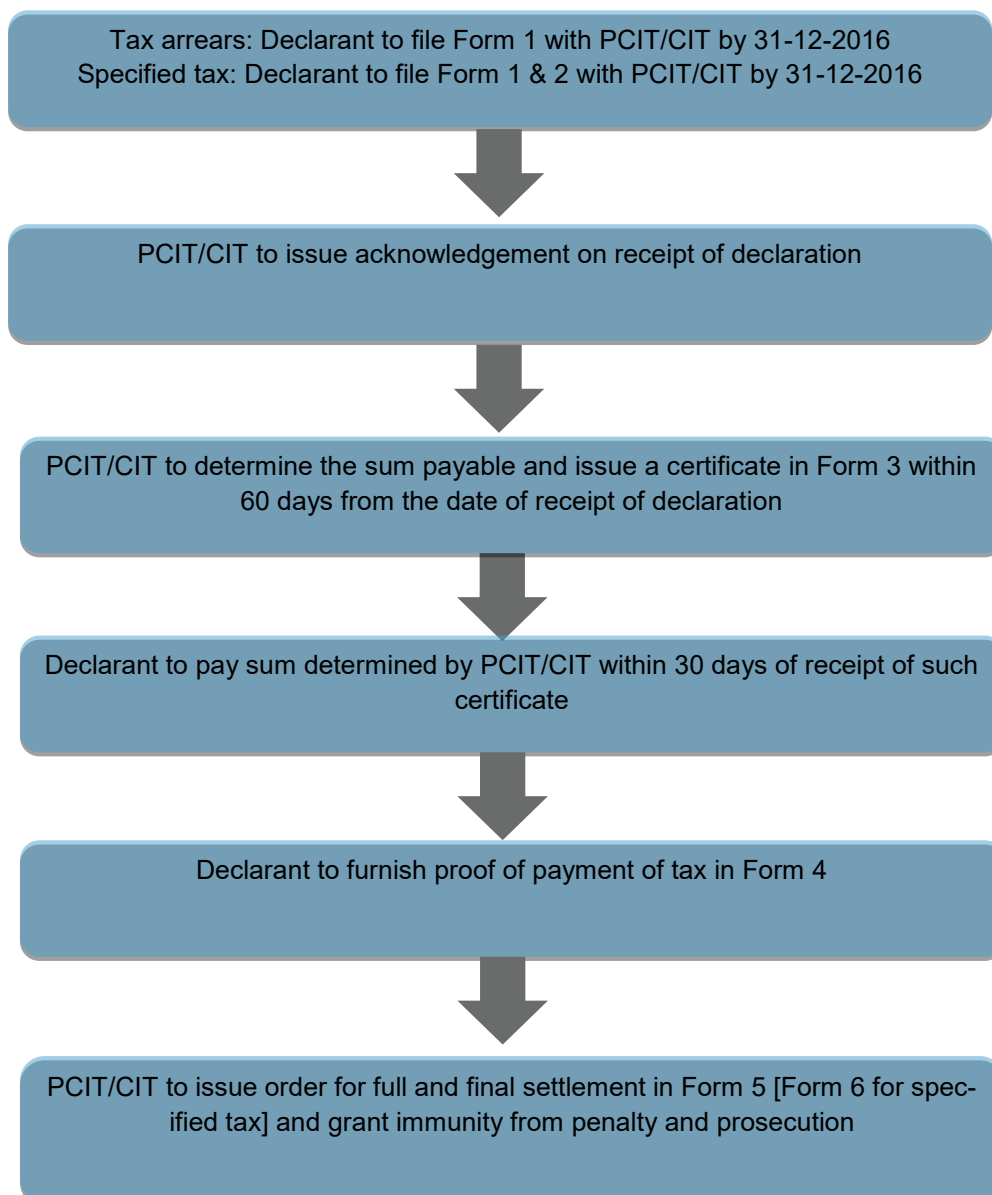 Tax arrears: Declarant to file Form 1 with PCIT/CIT by 31-12-2016
Specified tax: Declarant to file Form 1 & 2 with PCIT/CIT by 31-12-2016
PCIT/CIT to issue acknowledgement on receipt of declaration
PCIT/CIT to determine the sum payable and issue a certificate in Form 3 within
60 days from the date of receipt of declaration
Declarant to pay sum determined by PCIT/CIT within 30 days of receipt of such
certificate
Declarant to furnish proof of payment of tax in Form 4
PCIT/CIT to issue order for full and final settlement in Form 5 [Form 6 for spec-
ified tax] and grant immunity from penalty and prosecution